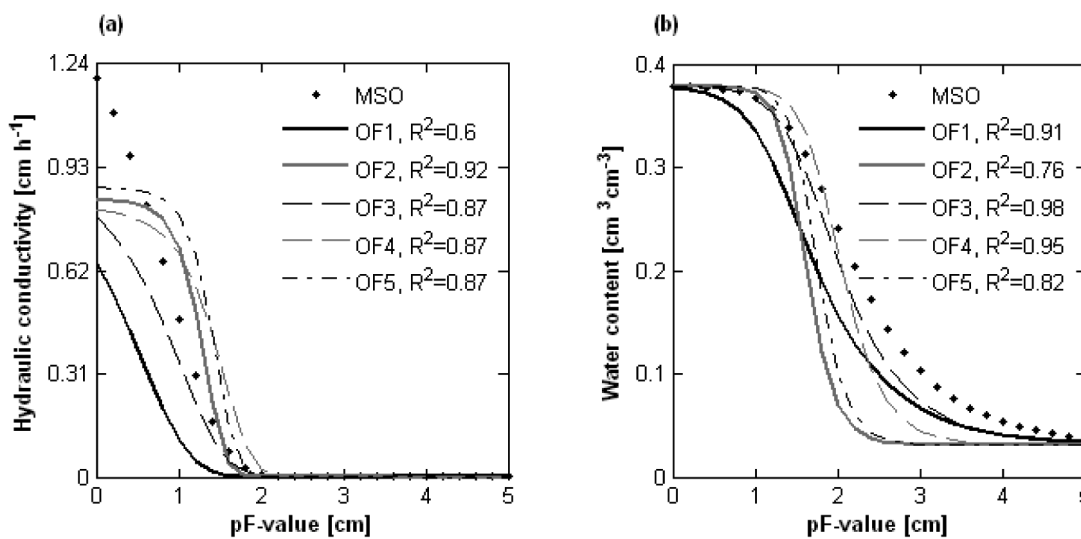 (a)
Hydraulic conductivity [cm h-1]
1.24
0.93
0.62
0.31
0
MSO
OF1, R2=0.6
OF2, R2=0.92
OF3, R2=0.87
OF4, R2=0.87
OF5, R2=0.87
0 1 2 3 4 5
pF-value [cm]
(b)
Water content [cm3cm-3]
0.4
0.3
0.2
0.1
0
MSO
OF1, R2=0.91
OF2, R2=0.76
OF3, R2=0.98
OF4, R2=0.95
OF5, R2=0.82
0 1 2 3 4 5
pF-value [cm]